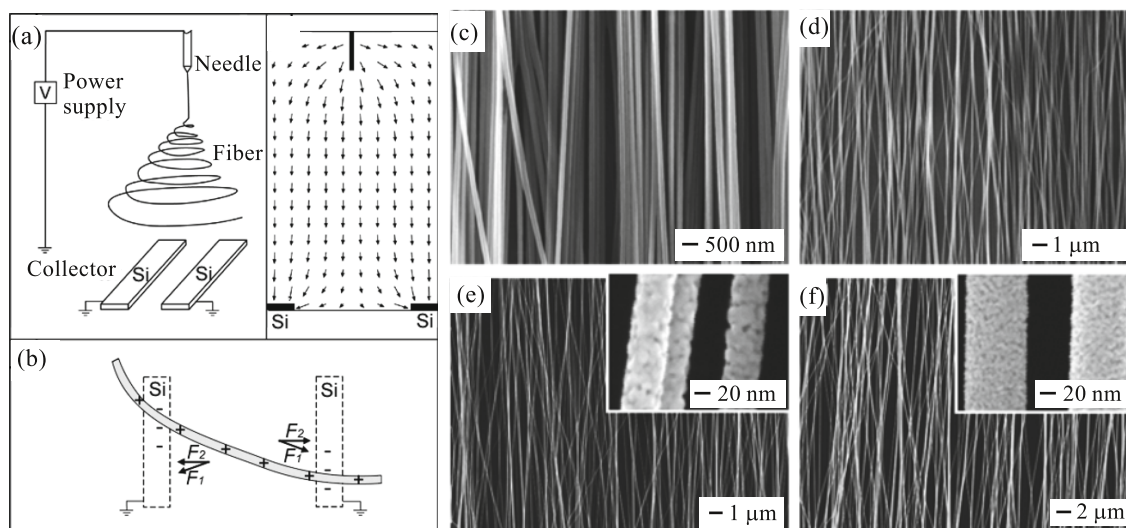 (a)
Needle
V
Power
supply
Fiber
Collector
Si
Si
Si
Si
(b)
Si
Si
+
-
+
-
+
-
+
+
+
-
-
-
F₂
F₁
F₂
F₁
(c)
500 nm
(d)
1 μm
(e)
20 nm
1 μm
(f)
20 nm
2 μm